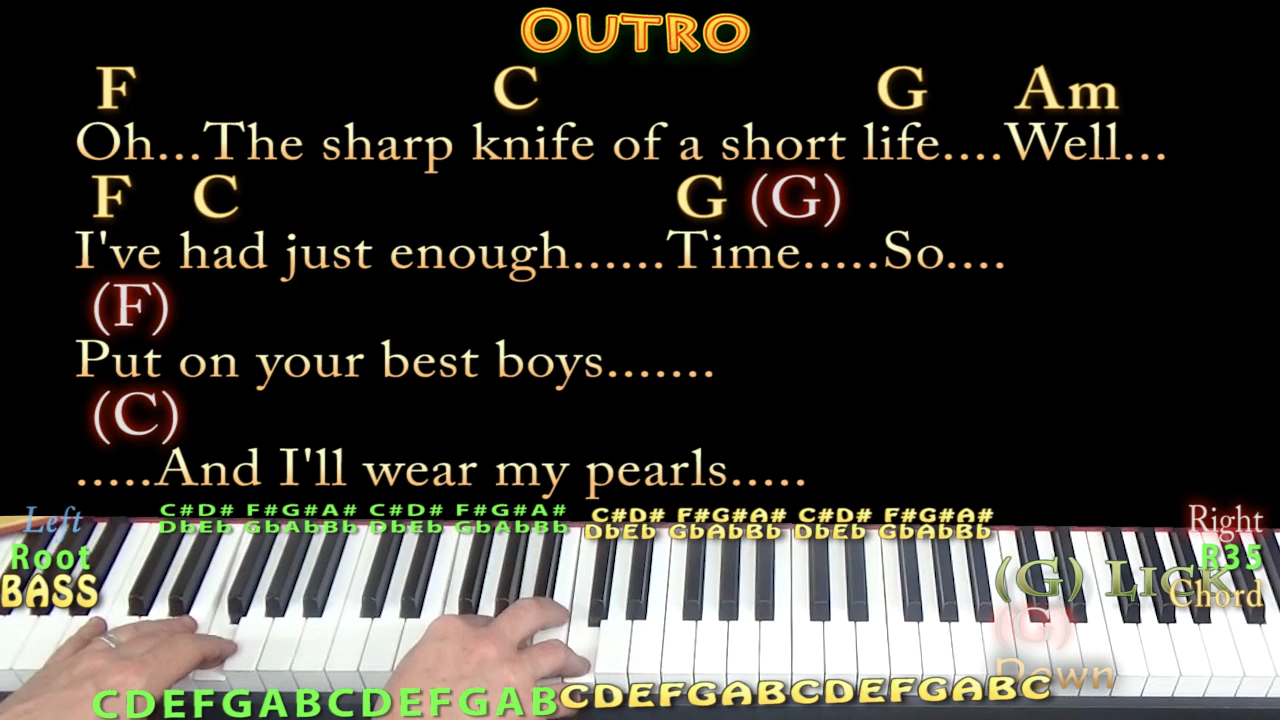 OUTRO
F C G Am
Oh...The sharp knife of a short life....Well...
F C G (G)
I've had just enough......Time.....So....
(F)
Put on your best boys.......
(C)
.....And I'll wear my pearls.....
C#D# F#G#A# C#D# F#G#A# C#D# F#G#A# C#D# F#G#A#
Left DbEb GbAbBb DbEb GbAbBb DbEb GbAbBb DbEb GbAbBb Right
Root R35
BASS (G) LICK Chord
(G)
Down
CDEFGABCDEFGABCDEFGABCDEFGABC